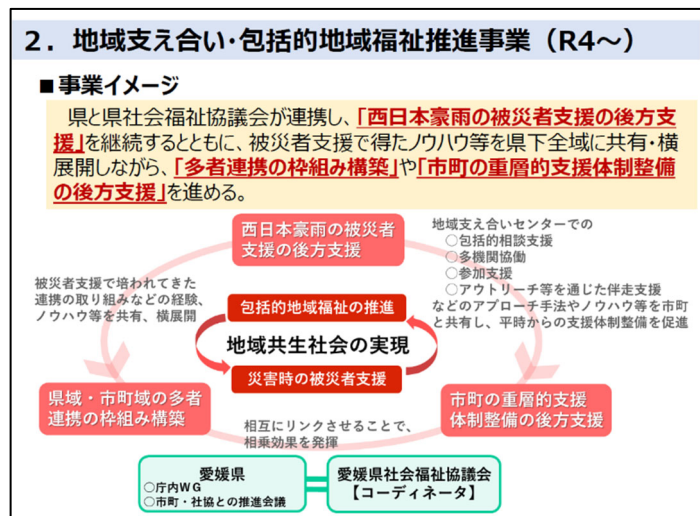 2．地域支え合い・包括的地域福祉推進事業（R4～）
■事業イメージ
県と県社会福祉協議会が連携し、「西日本豪雨の被災者支援の後方支
援」を継続するとともに、被災者支援で得たノウハウ等を県下全域に共有・横
展開しながら、「多者連携の枠組み構築」や「市町の重層的支援体制整備
の後方支援」を進める。
西日本豪雨の被災者
支援の後方支援
地域支え合いセンターでの
○包括的相談支援
○多機関協働
○参加支援
○アウトリーチ等を通じた伴走支援
などのアプローチ手法やノウハウ等を市町
と共有し、平時からの支援体制整備を促進
被災者支援で培われてきた
連携の取り組みなどの経験、
ノウハウ等を共有、横展開
包括的地域福祉の推進
地域共生社会の実現
災害時の被災者支援
県域・市町域の多者
連携の枠組み構築
市町の重層的支援
体制整備の後方支援
相互にリンクさせることで、
相乗効果を発揮
愛媛県
○庁内WG
○市町・社協との推進会議
愛媛県社会福祉協議会
【コーディネータ】